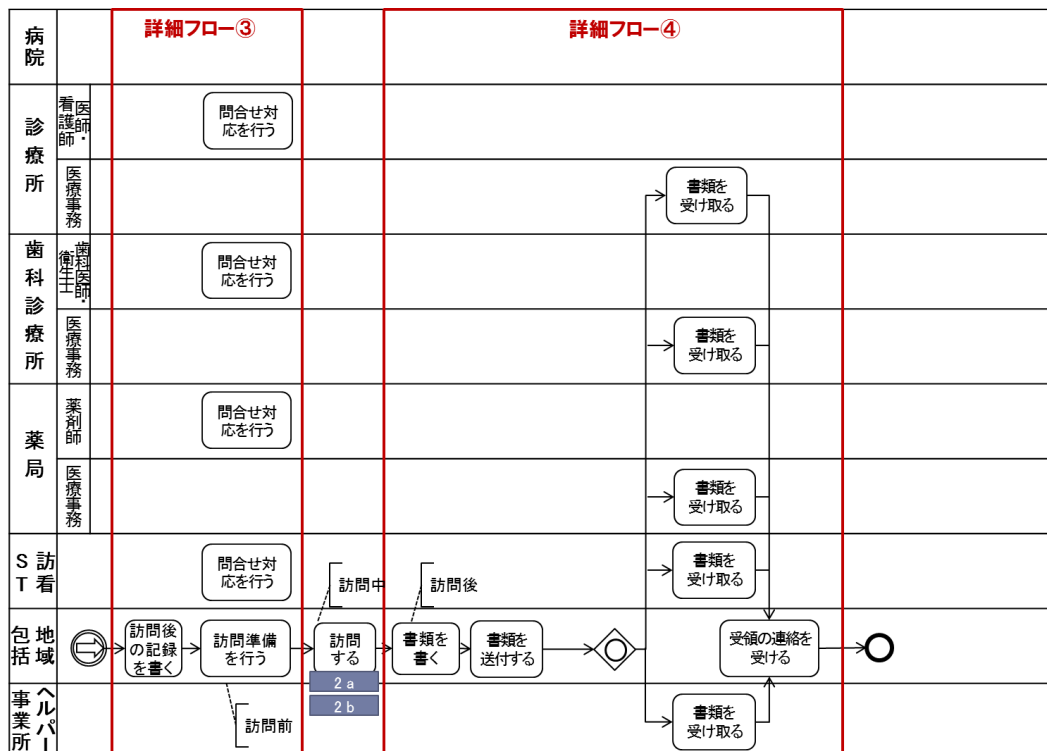 詳細フロー③
詳細フロー④
病院
診療所
医師・
看護師
問合せ対
応を行う
医療事務
書類を
受け取る
歯科診療所
歯科医師・
衛生士
問合せ対
応を行う
医療事務
書類を
受け取る
薬局
薬剤師
問合せ対
応を行う
医療事務
書類を
受け取る
訪看
ST
問合せ対
応を行う
訪問中
訪問後
書類を
受け取る
地域
包括
訪問後
の記録
を書く
訪問準備
を行う
訪問
する
書類を
書く
書類を
送付する
受領の連絡を
受ける
2a
2b
ヘルパー
事業所
訪問前
書類を
受け取る